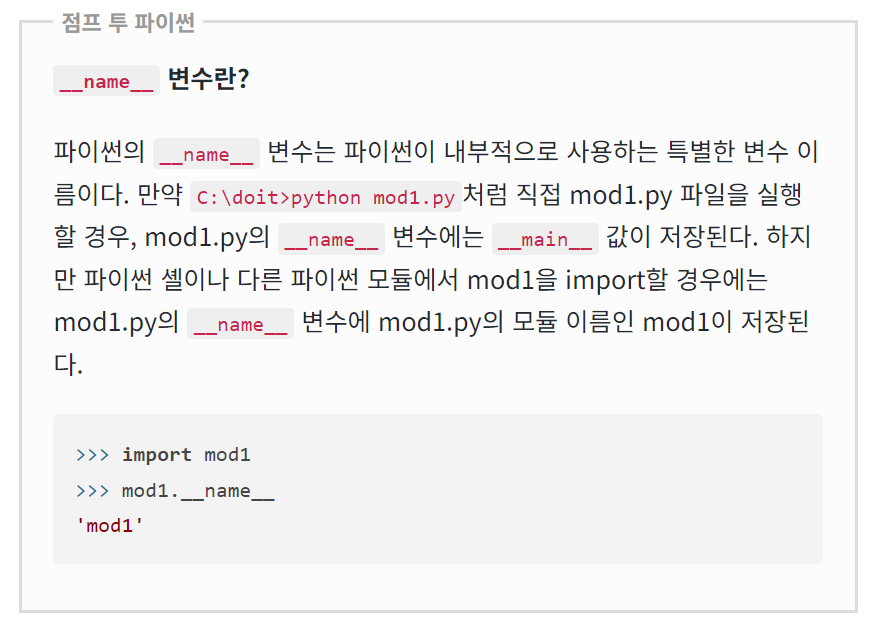 점프 투 파이썬
__name__ 변수란?
파이썬의 __name__ 변수는 파이썬이 내부적으로 사용하는 특별한 변수 이
름이다. 만약 C:\doit>python mod1.py처럼 직접 mod1.py 파일을 실행
할 경우, mod1.py의 __name__ 변수에는 __main__ 값이 저장된다. 하지
만 파이썬 셸이나 다른 파이썬 모듈에서 mod1을 import할 경우에는
mod1.py의 __name__ 변수에 mod1.py의 모듈 이름인 mod1이 저장된
다.
>>> import mod1
>>> mod1.__name__
'mod1'